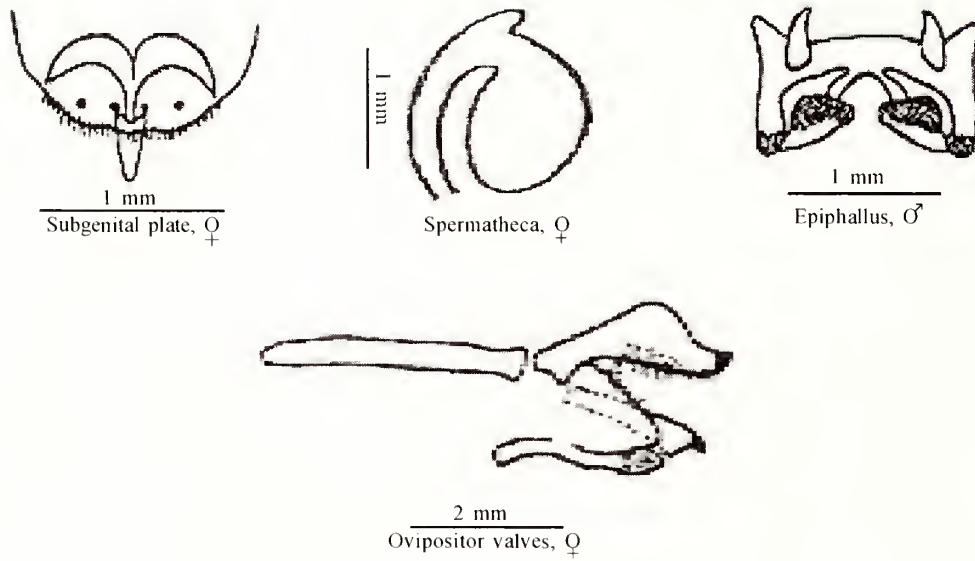 1 mm
Subgenital plate, ♀
1 mm
Spermatheca, ♀
1 mm
Epiphallus, ♂
2 mm
Ovipositor valves, ♀